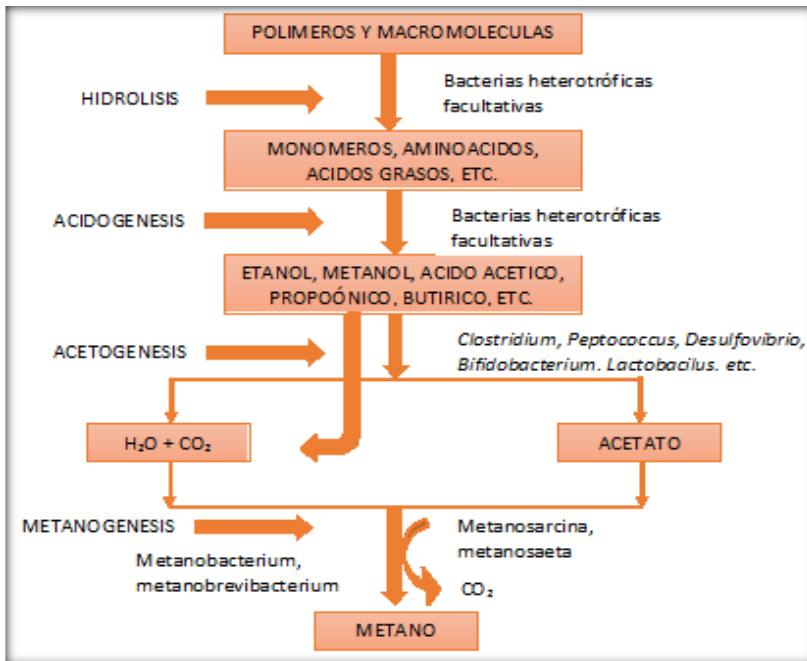 POLIMEROS Y MACROMOLECULAS
HIDROLISIS
Bacterias heterotróficas
facultativas
MONOMEROS, AMINOACIDOS,
ACIDOS GRASOS, ETC.
ACIDOGENESIS
Bacterias heterotróficas
facultativas
ETANOL, METANOL, ACIDO ACETICO,
PROPOÓNICO, BUTIRICO, ETC.
ACETOGENESIS
Clostridium, Peptococcus, Desulfovibrio,
Bifidobacterium. Lactobacilus. etc.
H₂O + CO₂
ACETATO
METANOGENESIS
Metanobacterium,
metanobrevibacterium
Metanosarcina,
metanosaeta
CO₂
METANO